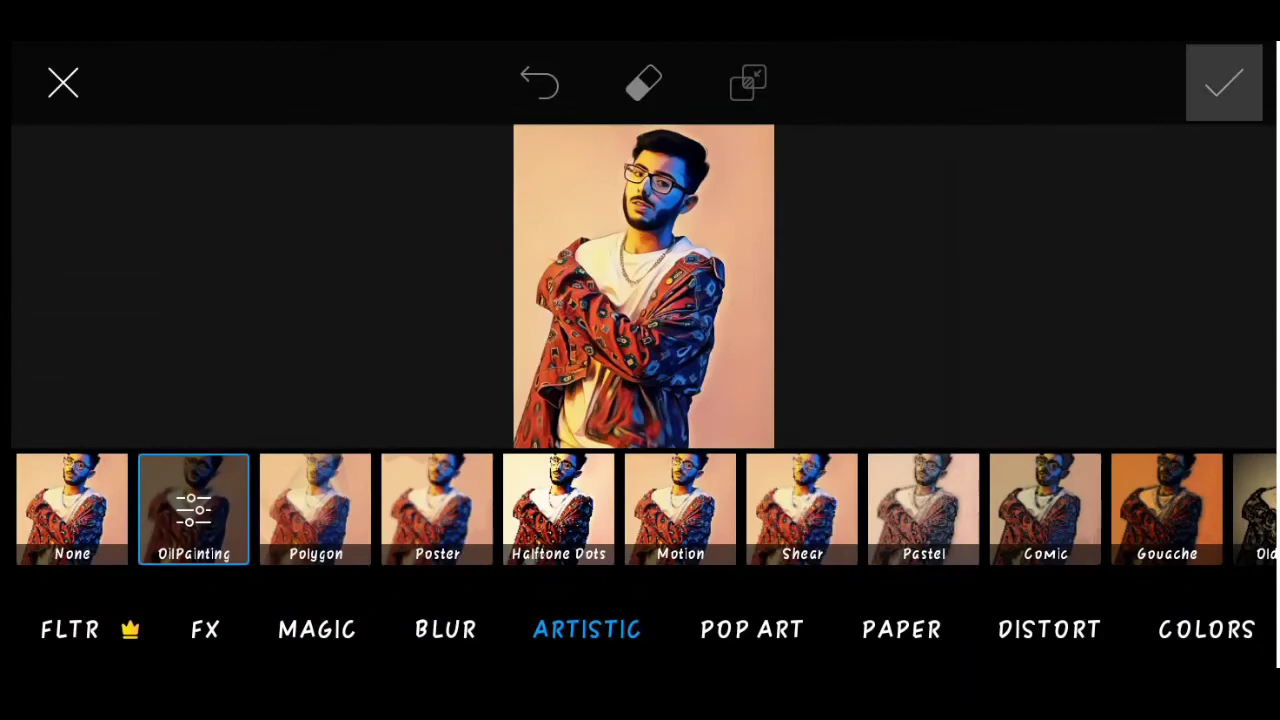 None OilPainting Polygon Poster Halftone Dots Motion Shear Pastel Comic Gouache Old
FLTR FX MAGIC BLUR ARTISTIC POP ART PAPER DISTORT COLORS